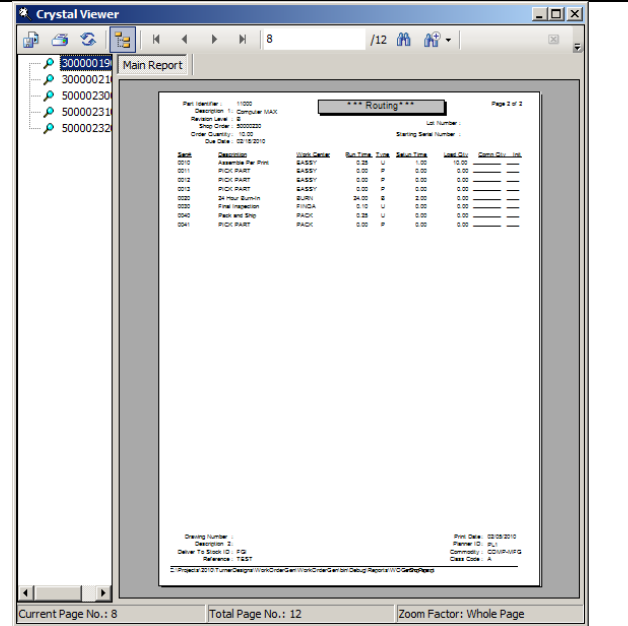 Crystal Viewer
8 /12
30000019
Main Report
30000021
50000230
50000231
50000232
Part Identifier : 11000 *** Routing*** Page 2 of 2
Description 1: Computer MAX
Revision Level : B Lot Number :
Shop Order : 50000230
Order Quantity : 10.00 Starting Serial Number :
Due Date : 02/18/2010
Seq# Description Work Center Run Time Type Setup Time Load Qty Comp Qty Init.
0010 Assemble Per Print EASSY 0.25 U 1.00 10.00
0011 PICK PART EASSY 0.00 P 0.00 0.00
0012 PICK PART EASSY 0.00 P 0.00 0.00
0013 PICK PART EASSY 0.00 P 0.00 0.00
0020 24 Hour Burn-In BURN 24.00 B 2.00 0.00
0030 Final Inspection FINQA 0.10 U 0.00 0.00
0040 Pack and Ship PACK 0.25 U 0.00 0.00
0041 PICK PART PACK 0.00 P 0.00 0.00
Drawing Number : Print Date: 02/05/2010
Description 2: Planner ID: PL1
Deliver To Stock ID : FGI Commodity : COMP-MFG
Reference : TEST Class Code : A
Current Page No.: 8 Total Page No.: 12 Zoom Factor: Whole Page